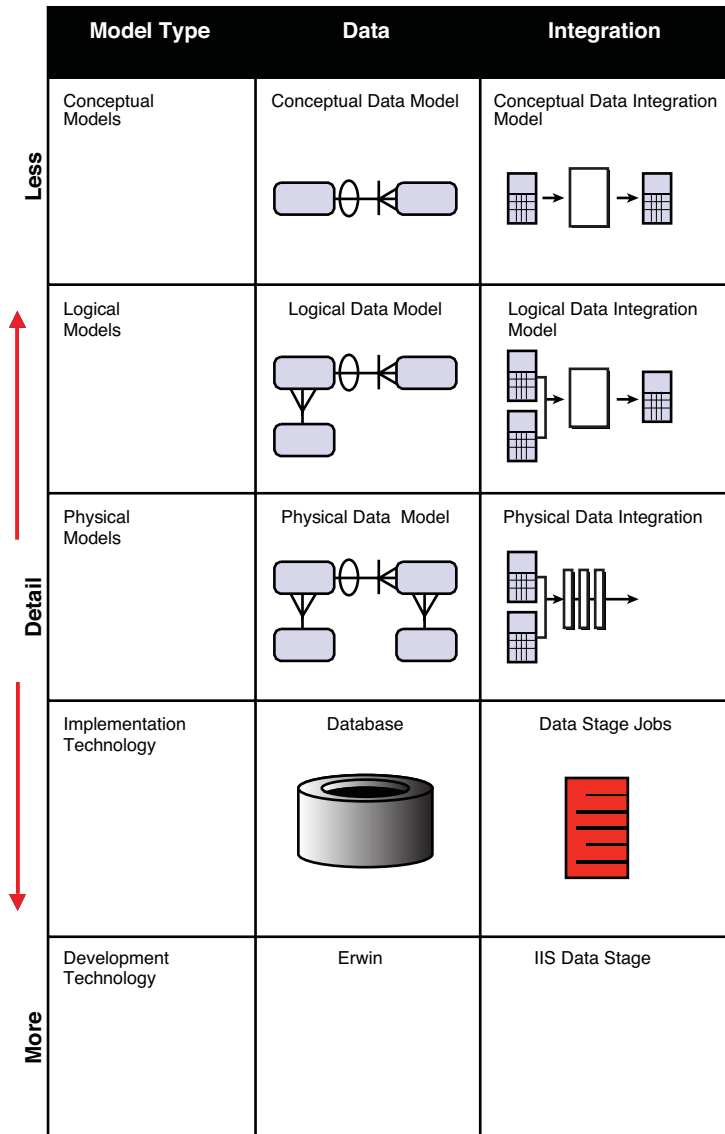 Model Type
Data
Integration
Less
Conceptual
Models
Conceptual Data Model
Conceptual Data Integration
Model
Logical
Models
Logical Data Model
Logical Data Integration
Model
Detail
Physical
Models
Physical Data Model
Physical Data Integration
Implementation
Technology
Database
Data Stage Jobs
More
Development
Technology
Erwin
IIS Data Stage